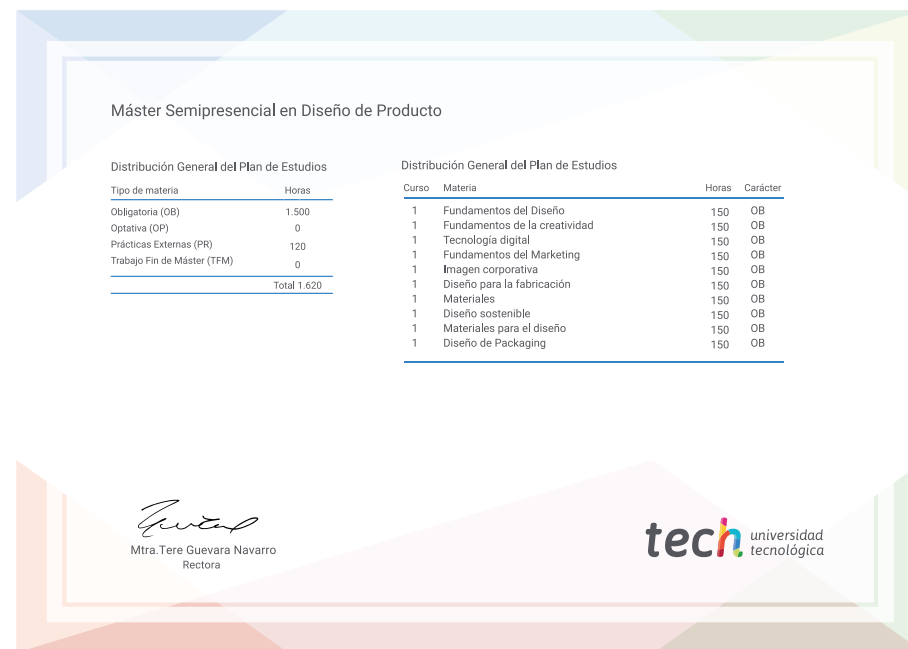 Máster Semipresencial en Diseño de Producto
Distribución General del Plan de Estudios
Tipo de materia Horas
Obligatoria (OB) 1.500
Optativa (OP) 0
Prácticas Externas (PR) 120
Trabajo Fin de Máster (TFM) 0
Total 1.620
Distribución General del Plan de Estudios
Curso Materia Horas Carácter
1 Fundamentos del Diseño 150 OB
1 Fundamentos de la creatividad 150 OB
1 Tecnología digital 150 OB
1 Fundamentos del Marketing 150 OB
1 Imagen corporativa 150 OB
1 Diseño para la fabricación 150 OB
1 Materiales 150 OB
1 Diseño sostenible 150 OB
1 Materiales para el diseño 150 OB
1 Diseño de Packaging 150 OB
Mtra.Tere Guevara Navarro
Rectora
tech universidad
tecnológica